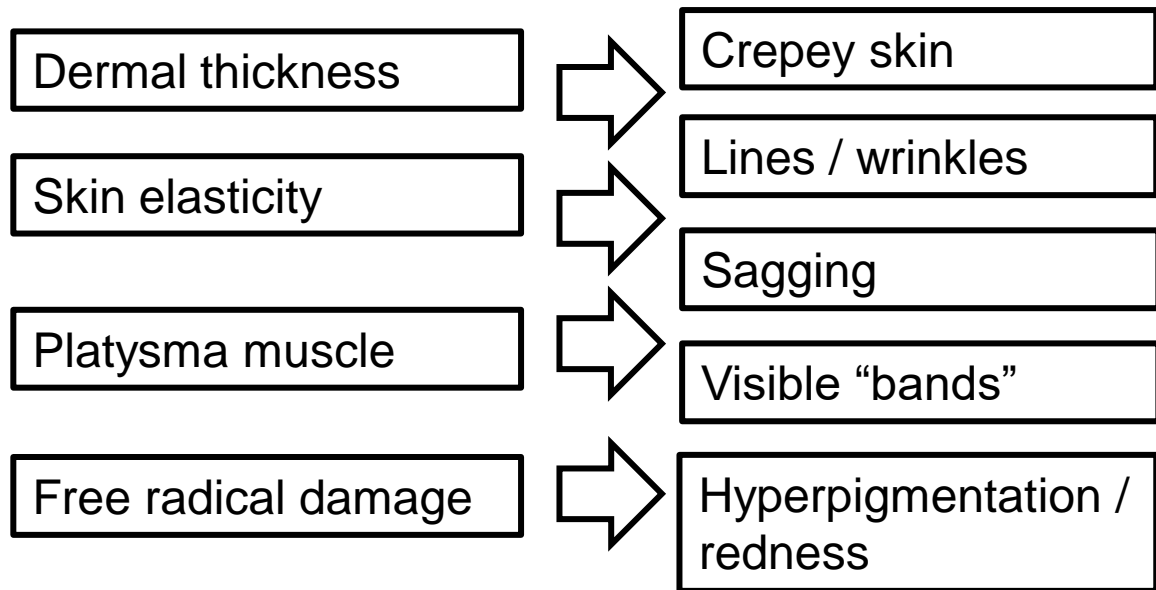 Dermal thickness
Skin elasticity
Platysma muscle
Free radical damage
Crepey skin
Lines / wrinkles
Sagging
Visible “bands”
Hyperpigmentation /
redness